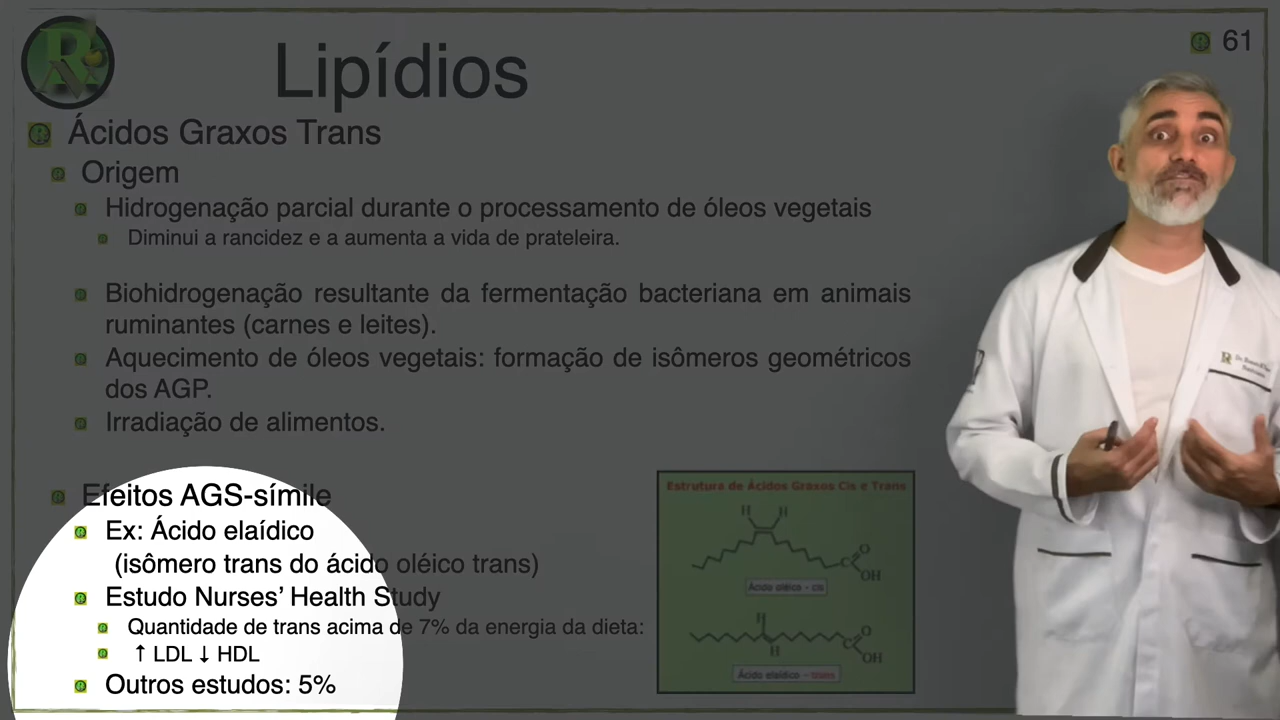 Lipídios
61
Ácidos Graxos Trans
Origem
Hidrogenação parcial durante o processamento de óleos vegetais
Diminui a rancidez e a aumenta a vida de prateleira.
Biohidrogenação resultante da fermentação bacteriana em animais
ruminantes (carnes e leites).
Aquecimento de óleos vegetais: formação de isômeros geométricos
dos AGP.
Irradiação de alimentos.
Efeitos AGS-símile
Ex: Ácido elaídico
(isômero trans do ácido oléico trans)
Estudo Nurses’ Health Study
Quantidade de trans acima de 7% da energia da dieta:
↑ LDL ↓ HDL
Outros estudos: 5%
Estrutura de Ácidos Graxos Cis e Trans
H H
C
O
OH
Ácido oléico - cis
H
H
C
O
OH
Ácido elaídico - trans